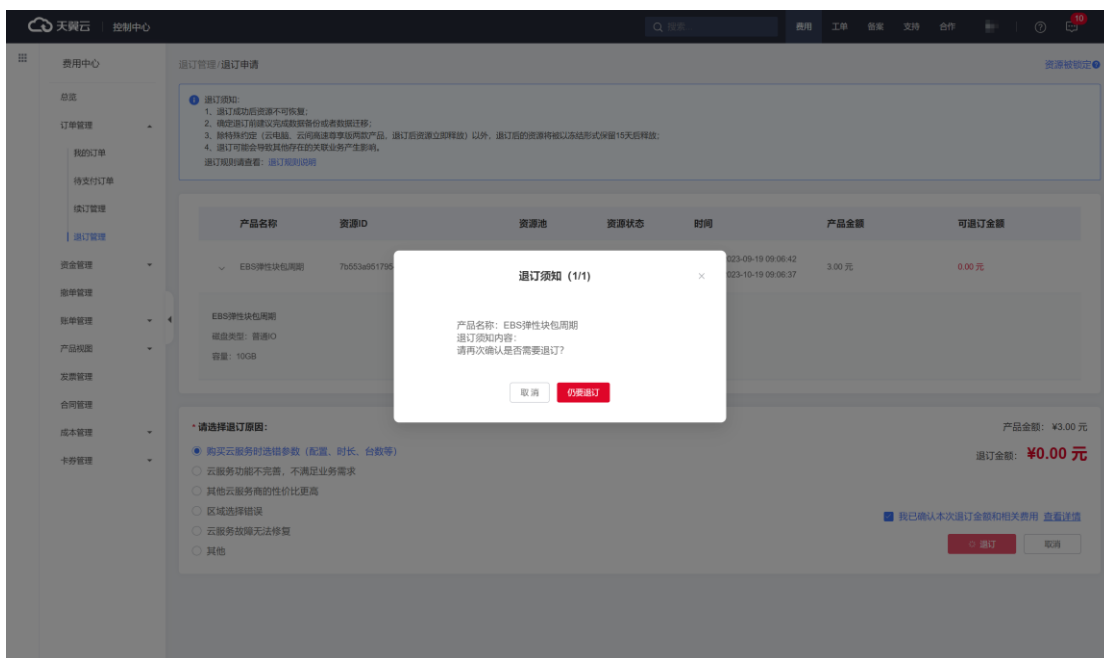 天翼云 控制中心
搜索
费用 工单 备案 支持 合作
10
费用中心
总览
订单管理
我的订单
待支付订单
续订管理
退订管理
资金管理
缴单管理
账单管理
产品视图
发票管理
合同管理
成本管理
卡券管理
退订管理/退订申请
资源被锁定
退订须知:
1、退订成功后资源不可恢复;
2、确定退订前建议完成数据备份或者数据迁移;
3、除特殊约定(云电脑、云间高速尊享版两款产品,退订后资源立即释放)以外,退订后的资源将被以冻结形式保留15天后释放;
4、退订可能会导致其他存在的关联业务产生影响。
退订规则请查看: 退订规则说明
产品名称 资源ID 资源池 资源状态 时间 产品金额 可退订金额
EBS弹性块包周期 7b553a951795 023-09-19 09:06:42 3.00 元 0.00 元
023-10-19 09:06:37
EBS弹性块包周期
磁盘类型: 普通IO
容量: 10GB
退订须知 (1/1)
产品名称: EBS弹性块包周期
退订须知内容:
请再次确认是否需要退订?
取消 仍要退订
* 请选择退订原因:
购买云服务时选错参数(配置、时长、台数等)
云服务功能不完善,不满足业务需求
其他云服务商的性价比更高
区域选择错误
云服务故障无法修复
其他
产品金额: ¥3.00 元
退订金额: ¥0.00 元
我已确认本次退订金额和相关费用 查看详情
退订 取消